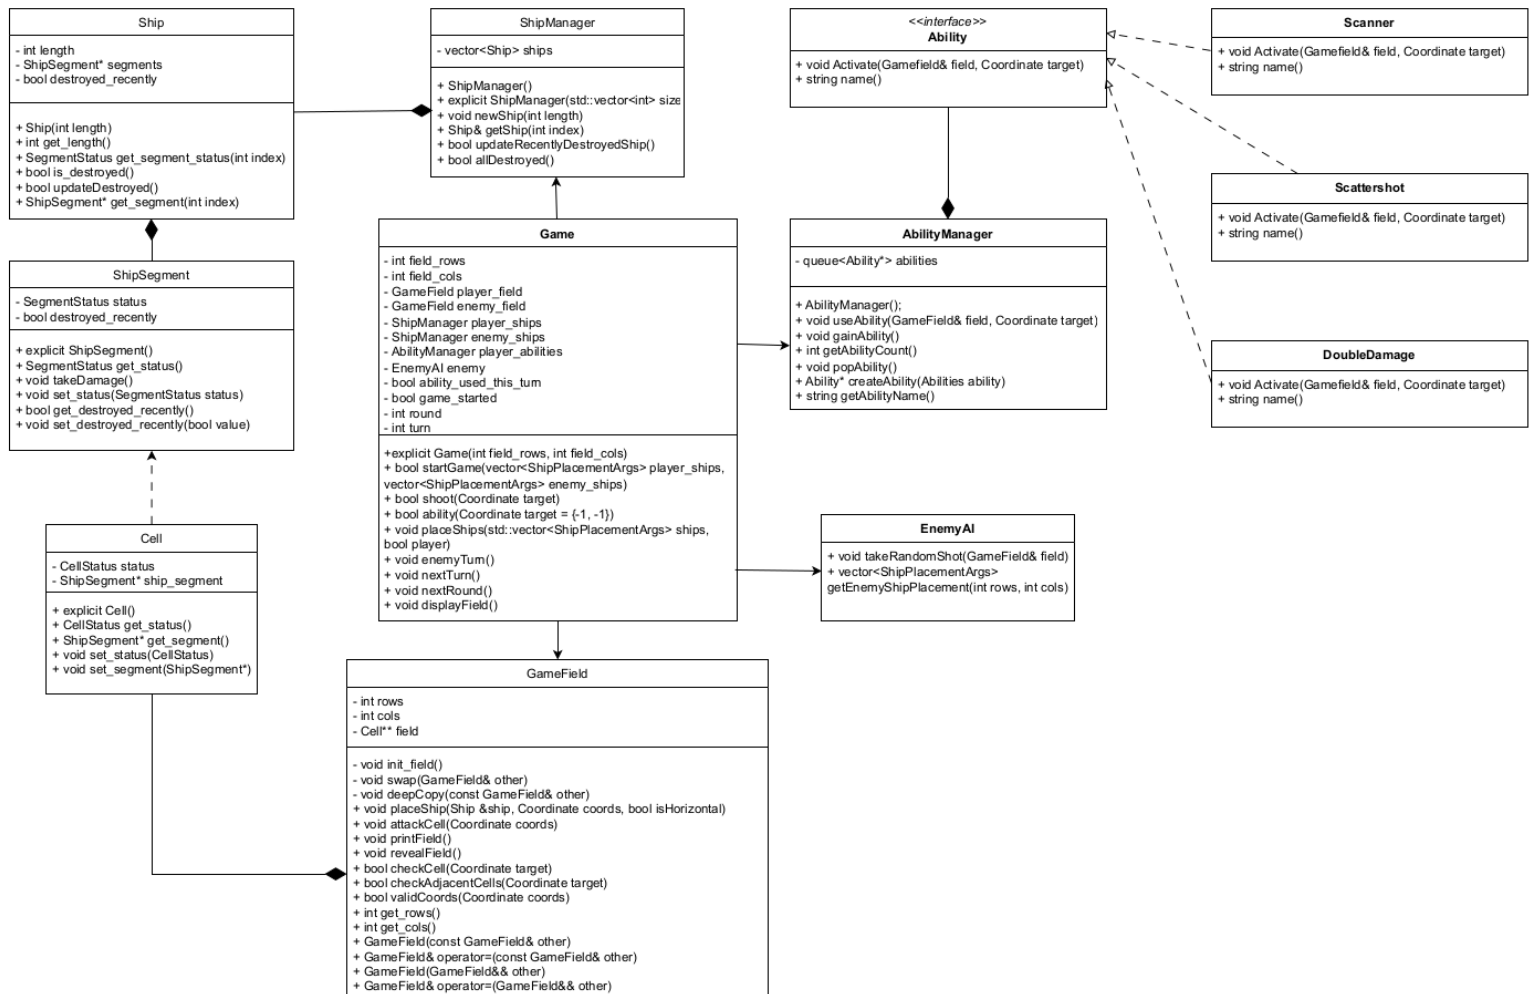 Ship
- int length
- ShipSegment* segments
- bool destroyed_recently
+ Ship(int length)
+ int get_length()
+ SegmentStatus get_segment_status(int index)
+ bool is_destroyed()
+ bool updateDestroyed()
+ ShipSegment* get_segment(int index)
ShipManager
- vector<Ship> ships
+ ShipManager()
+ explicit ShipManager(std::vector<int> size
+ void newShip(int length)
+ Ship& getShip(int index)
+ bool updateRecentlyDestroyedShip()
+ bool allDestroyed()
<<interface>>
Ability
+ void Activate(Gamefield& field, Coordinate target)
+ string name()
Scanner
+ void Activate(Gamefield& field, Coordinate target)
+ string name()
Scattershot
+ void Activate(Gamefield& field, Coordinate target)
+ string name()
DoubleDamage
+ void Activate(Gamefield& field, Coordinate target)
+ string name()
ShipSegment
- SegmentStatus status
- bool destroyed_recently
+ explicit ShipSegment()
+ SegmentStatus get_status()
+ void takeDamage()
+ void set_status(SegmentStatus status)
+ bool get_destroyed_recently()
+ void set_destroyed_recently(bool value)
Game
- int field_rows
- int field_cols
- GameField player_field
- GameField enemy_field
- ShipManager player_ships
- ShipManager enemy_ships
- AbilityManager player_abilities
- EnemyAI enemy
- bool ability_used_this_turn
- bool game_started
- int round
- int turn
+explicit Game(int field_rows, int field_cols)
+ bool startGame(vector<ShipPlacementArgs> player_ships,
vector<ShipPlacementArgs> enemy_ships)
+ bool shoot(Coordinate target)
+ bool ability(Coordinate target = {-1, -1})
+ void placeShips(std::vector<ShipPlacementArgs> ships,
bool player)
+ void enemyTurn()
+ void nextTurn()
+ void nextRound()
+ void displayField()
AbilityManager
- queue<Ability*> abilities
+ AbilityManager();
+ void useAbility(GameField& field, Coordinate target)
+ void gainAbility()
+ int getAbilityCount()
+ void popAbility()
+ Ability* createAbility(Abilities ability)
+ string getAbilityName()
EnemyAI
+ void takeRandomShot(GameField& field)
+ vector<ShipPlacementArgs>
getEnemyShipPlacement(int rows, int cols)
Cell
- CellStatus status
- ShipSegment* ship_segment
+ explicit Cell()
+ CellStatus get_status()
+ ShipSegment* get_segment()
+ void set_status(CellStatus)
+ void set_segment(ShipSegment*)
GameField
- int rows
- int cols
- Cell** field
- void init_field()
- void swap(GameField& other)
- void deepCopy(const GameField& other)
+ void placeShip(Ship &ship, Coordinate coords, bool isHorizontal)
+ void attackCell(Coordinate coords)
+ void printField()
+ void revealField()
+ bool checkCell(Coordinate target)
+ bool checkAdjacentCells(Coordinate target)
+ bool validCoords(Coordinate coords)
+ int get_rows()
+ int get_cols()
+ GameField(const GameField& other)
+ GameField& operator=(const GameField& other)
+ GameField(GameField&& other)
+ GameField& operator=(GameField&& other)